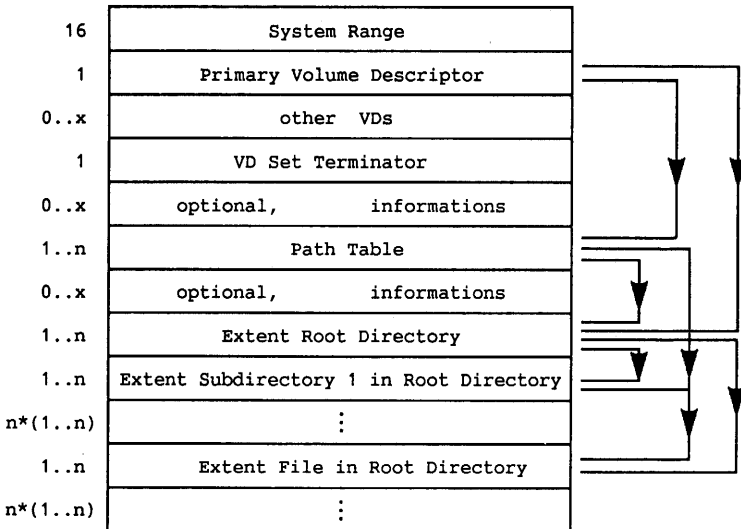 16 System Range
1 Primary Volume Descriptor
0..x other VDs
1 VD Set Terminator
0..x optional, informations
1..n Path Table
0..x optional, informations
1..n Extent Root Directory
1..n Extent Subdirectory 1 in Root Directory
n*(1..n) ⋮
1..n Extent File in Root Directory
n*(1..n) ⋮